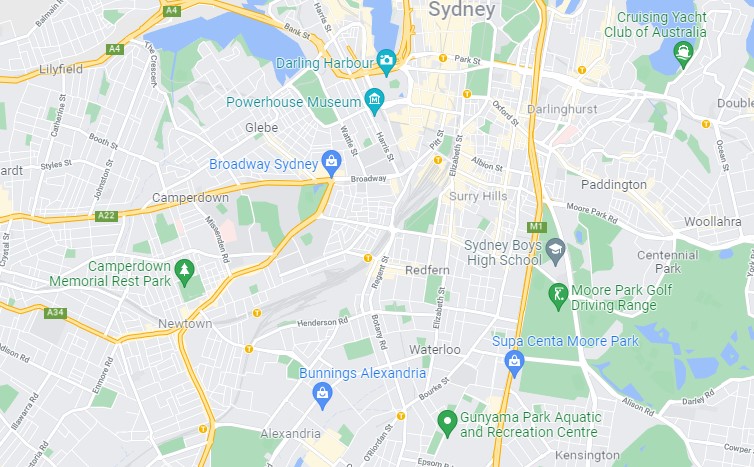 Sydney
Cruising Yacht
Club of Australia
Balmain Rd
A4
Bank St
Harris St
A4
The Crescent
Lilyfield
Darling Harbour
Park St
Powerhouse Museum
Oxford St
Darlinghurst
Double
Catherine St
Glebe
Wattle St
Harris St
Pitt St
Elizabeth St
Booth St
Ocean St
Styles St
Johnston St
ardt
Broadway Sydney
Broadway
Albion St
Paddington
Camperdown
Surry Hills
Moore Park Rd
A22
Missenden Rd
M1
Woollahra
Crystal St
Sydney Boys
High School
Centennial
Park
York Rd
Camperdown
Memorial Rest Park
Regent St
Redfern
Moore Park Golf
Driving Range
A34
Newtown
Henderson Rd
Botany Rd
Elizabeth St
Waterloo
Supa Centa Moore Park
Addison Rd
Enmore Rd
Bunnings Alexandria
Bourke St
Alison Rd
Darley Rd
Illawarra Rd
Gunyama Park Aquatic
and Recreation Centre
Alexandria
O'Riordan St
Victoria Rd
Kensington
Cowper
Epsom Rd